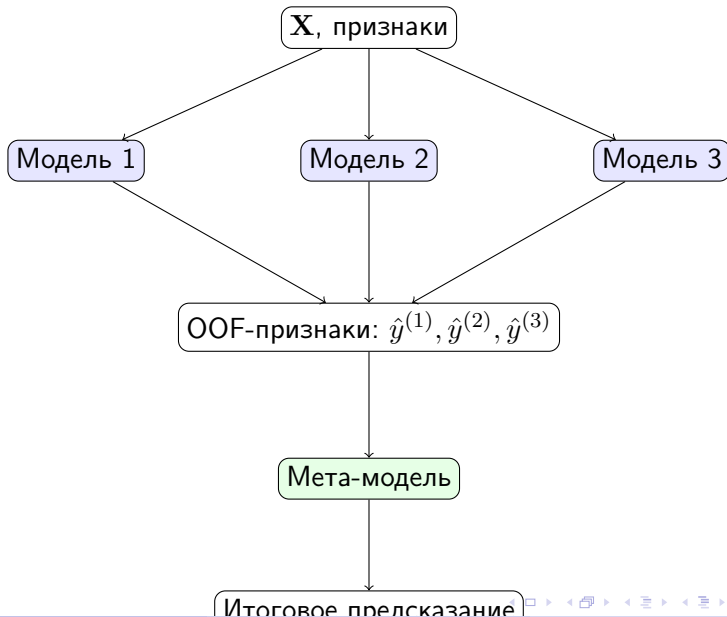 X, признаки
Модель 1 Модель 2 Модель 3
OOF-признаки: ŷ⁽¹⁾, ŷ⁽²⁾, ŷ⁽³⁾
Мета-модель
Итоговое предсказание